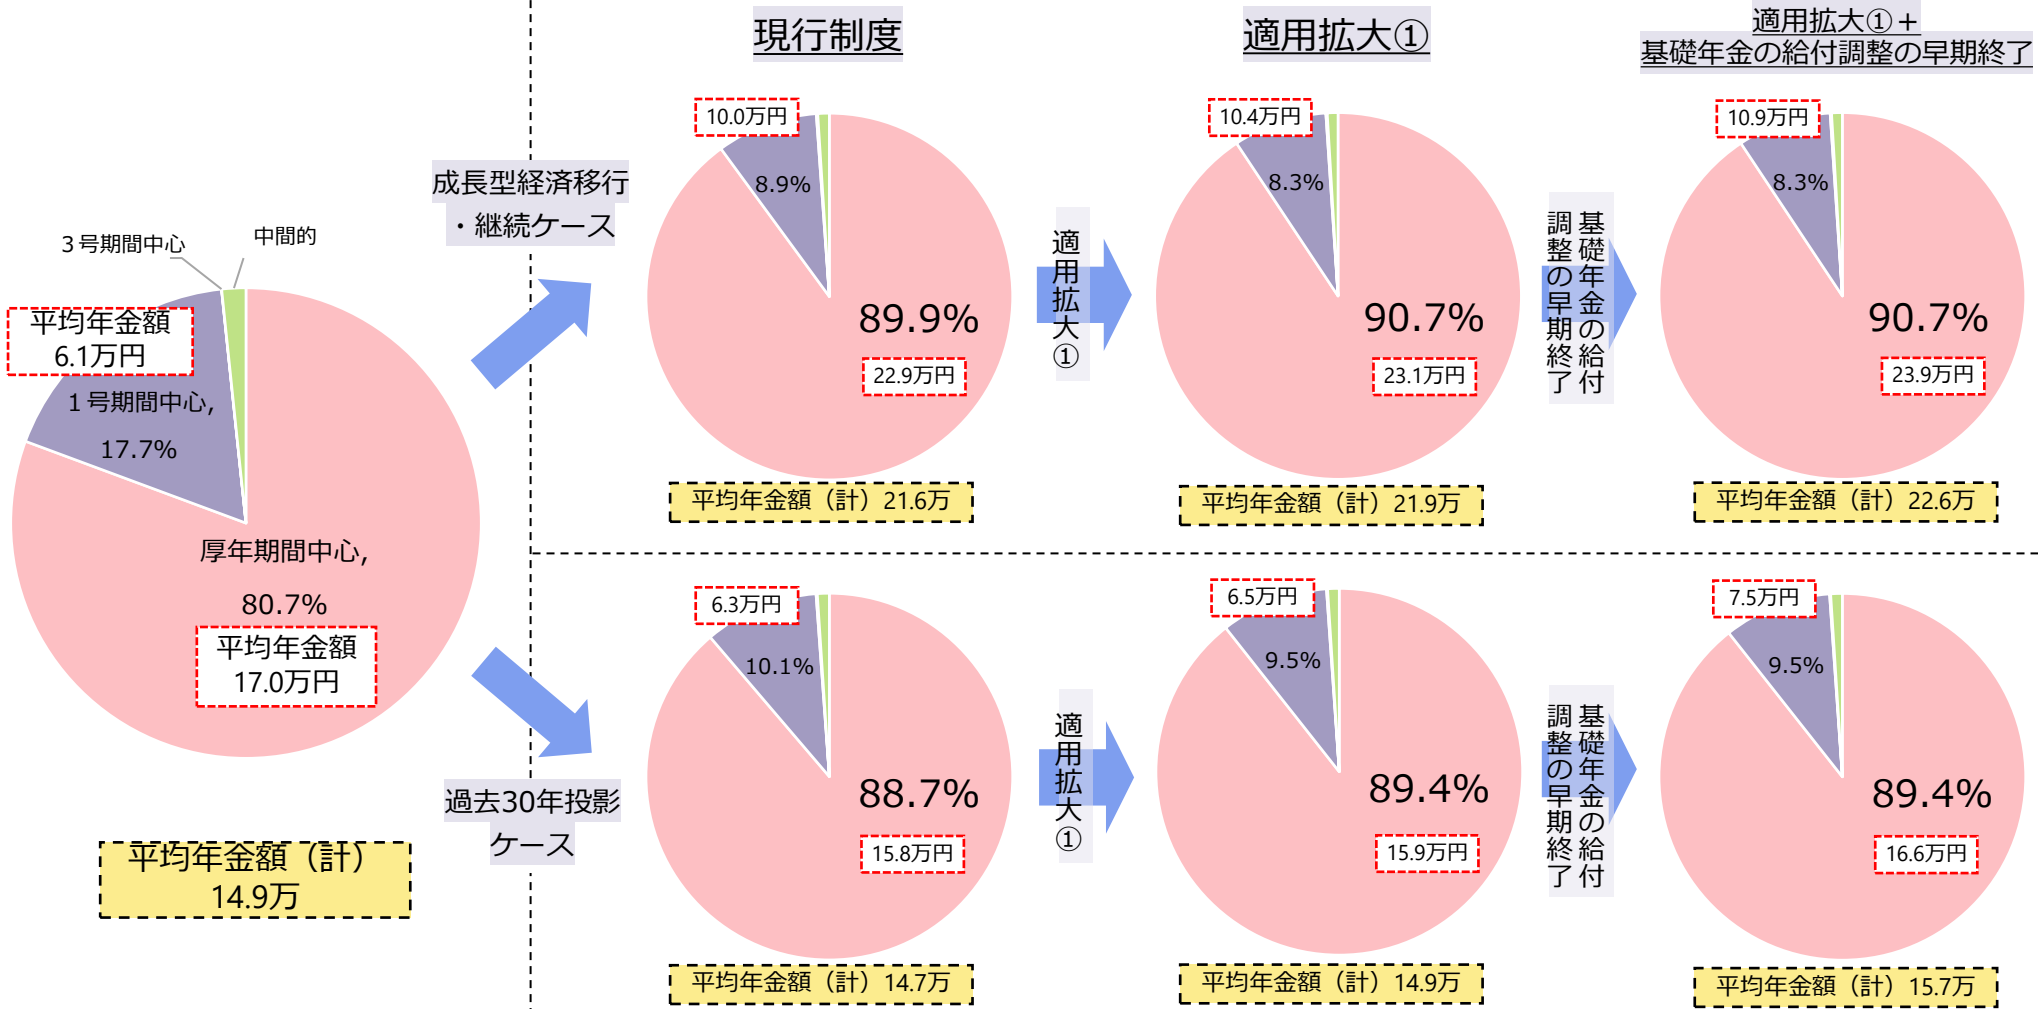 現行制度
適用拡大①
適用拡大①＋
基礎年金の給付調整の早期終了
成長型経済移行
・継続ケース
10.0万円
8.9%
89.9%
22.9万円
平均年金額（計）21.6万
適用拡大①
10.4万円
8.3%
90.7%
23.1万円
平均年金額（計）21.9万
基礎年金の給付
調整の早期終了
10.9万円
8.3%
90.7%
23.9万円
平均年金額（計）22.6万
３号期間中心
中間的
平均年金額
6.1万円
１号期間中心,
17.7%
厚年期間中心,
80.7%
平均年金額
17.0万円
平均年金額（計）
14.9万
過去30年投影
ケース
6.3万円
10.1%
88.7%
15.8万円
平均年金額（計）14.7万
適用拡大①
6.5万円
9.5%
89.4%
15.9万円
平均年金額（計）14.9万
基礎年金の給付
調整の早期終了
7.5万円
9.5%
89.4%
16.6万円
平均年金額（計）15.7万